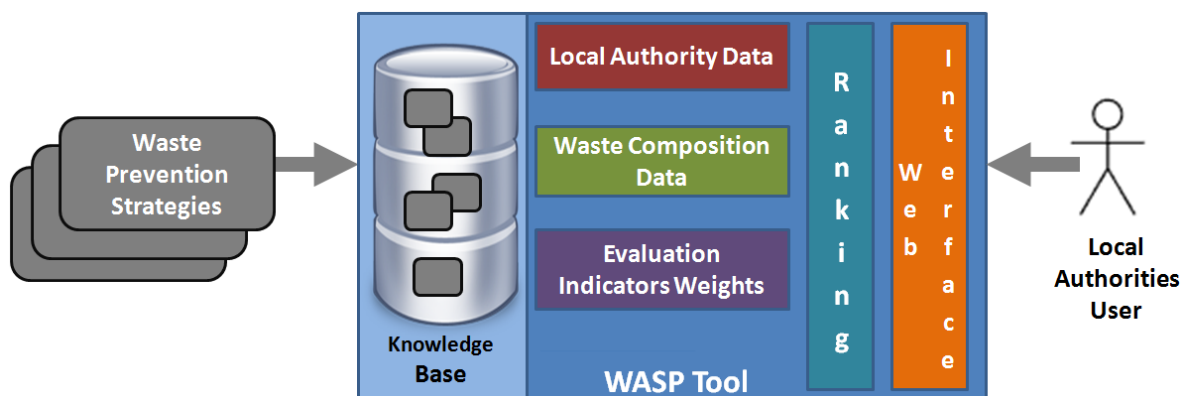 Waste
Prevention
Strategies
Knowledge
Base
Local Authority Data
Waste Composition
Data
Evaluation
Indicators Weights
WASP Tool
Ranking
Web
Interface
Local
Authorities
User